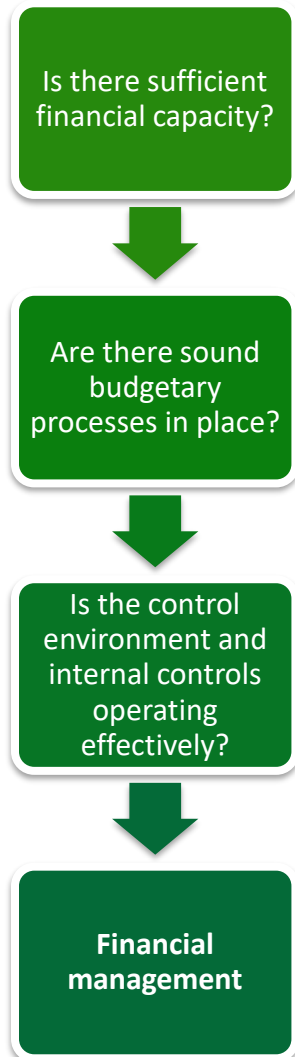 Is there sufficient
financial capacity?
Are there sound
budgetary
processes in place?
Is the control
environment and
internal controls
operating
effectively?
Financial
management